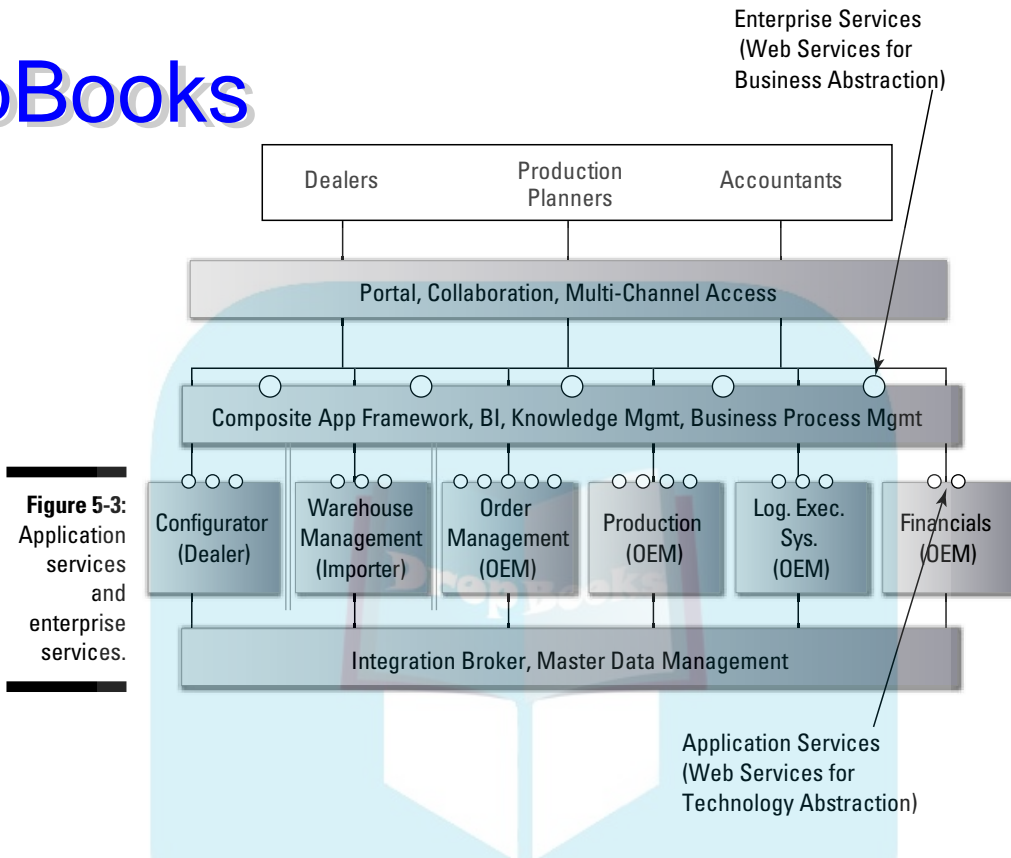 Enterprise Services
(Web Services for
Business Abstraction)
Books
Dealers
Production
Planners
Accountants
Portal, Collaboration, Multi-Channel Access
Composite App Framework, BI, Knowledge Mgmt, Business Process Mgmt
Figure 5-3:
Application
services
and
enterprise
services.
Configurator
(Dealer)
Warehouse
Management
(Importer)
Order
Management
(OEM)
Production
(OEM)
Log. Exec.
Sys.
(OEM)
Financials
(OEM)
DropBooks
Integration Broker, Master Data Management
Application Services
(Web Services for
Technology Abstraction)